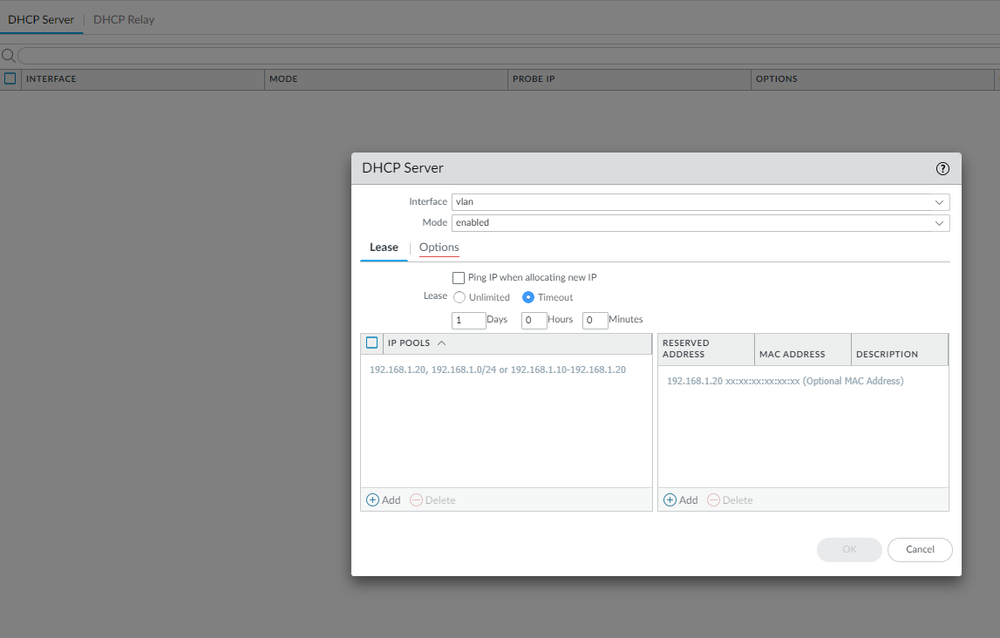 DHCP Server | DHCP Relay
INTERFACE MODE PROBE IP OPTIONS
DHCP Server
Interface vlan
Mode enabled
Lease | Options
Ping IP when allocating new IP
Lease Unlimited Timeout
1 Days 0 Hours 0 Minutes
IP POOLS
192.168.1.20, 192.168.1.0/24 or 192.168.1.10-192.168.1.20
Add Delete
RESERVED
ADDRESS MAC ADDRESS DESCRIPTION
192.168.1.20 xx:xx:xx:xx:xx:xx (Optional MAC Address)
Add Delete
OK Cancel